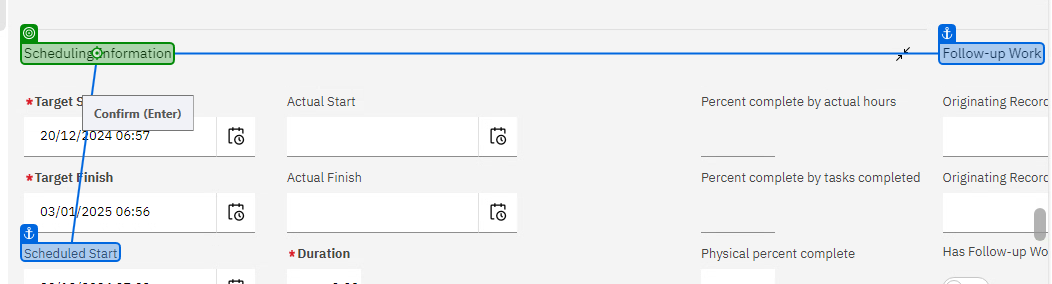 Scheduling Information
Follow-up Work
Confirm (Enter)
*Target S
Actual Start
Percent complete by actual hours
Originating Record
20/12/2024 06:57
*Target Finish
Actual Finish
Percent complete by tasks completed
Originating Record
03/01/2025 06:56
Scheduled Start
*Duration
Physical percent complete
Has Follow-up Wo